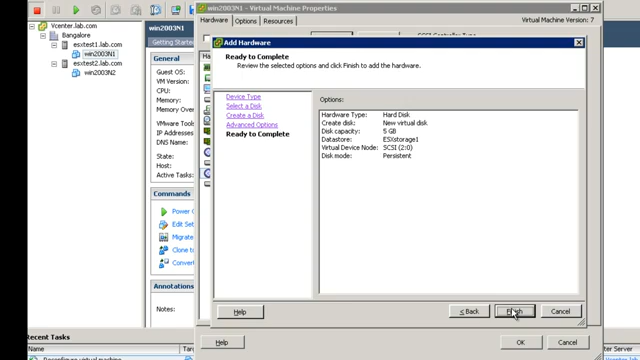 win2003N1 - Virtual Machine Properties
Hardware Options Resources
Virtual Machine Version: 7
Vcenter.lab.com
Bangalore
esxtest1.lab.com
win2003N1
esxtest2.lab.com
win2003N2
win2003N1
Getting Started
General
Guest OS:
VM Version:
CPU:
Memory:
Memory Over
VMware Tools
IP Addresses:
DNS Name:
State:
Host:
Active Tasks:
Commands
Power
Edit Set
Migrate
Clone to
Convert
Annotations
Notes:
Add Hardware
Ready to Complete
Review the selected options and click Finish to add the hardware.
Device Type
Select a Disk
Create a Disk
Advanced Options
Ready to Complete
Options:
Hardware Type: Hard Disk
Create disk: New virtual disk
Disk capacity: 5 GB
Datastore: ESXstorage1
Virtual Device Node: SCSI (2:0)
Disk mode: Persistent
Help
< Back
Finish
Cancel
Help
OK
Cancel
Recent Tasks
Name